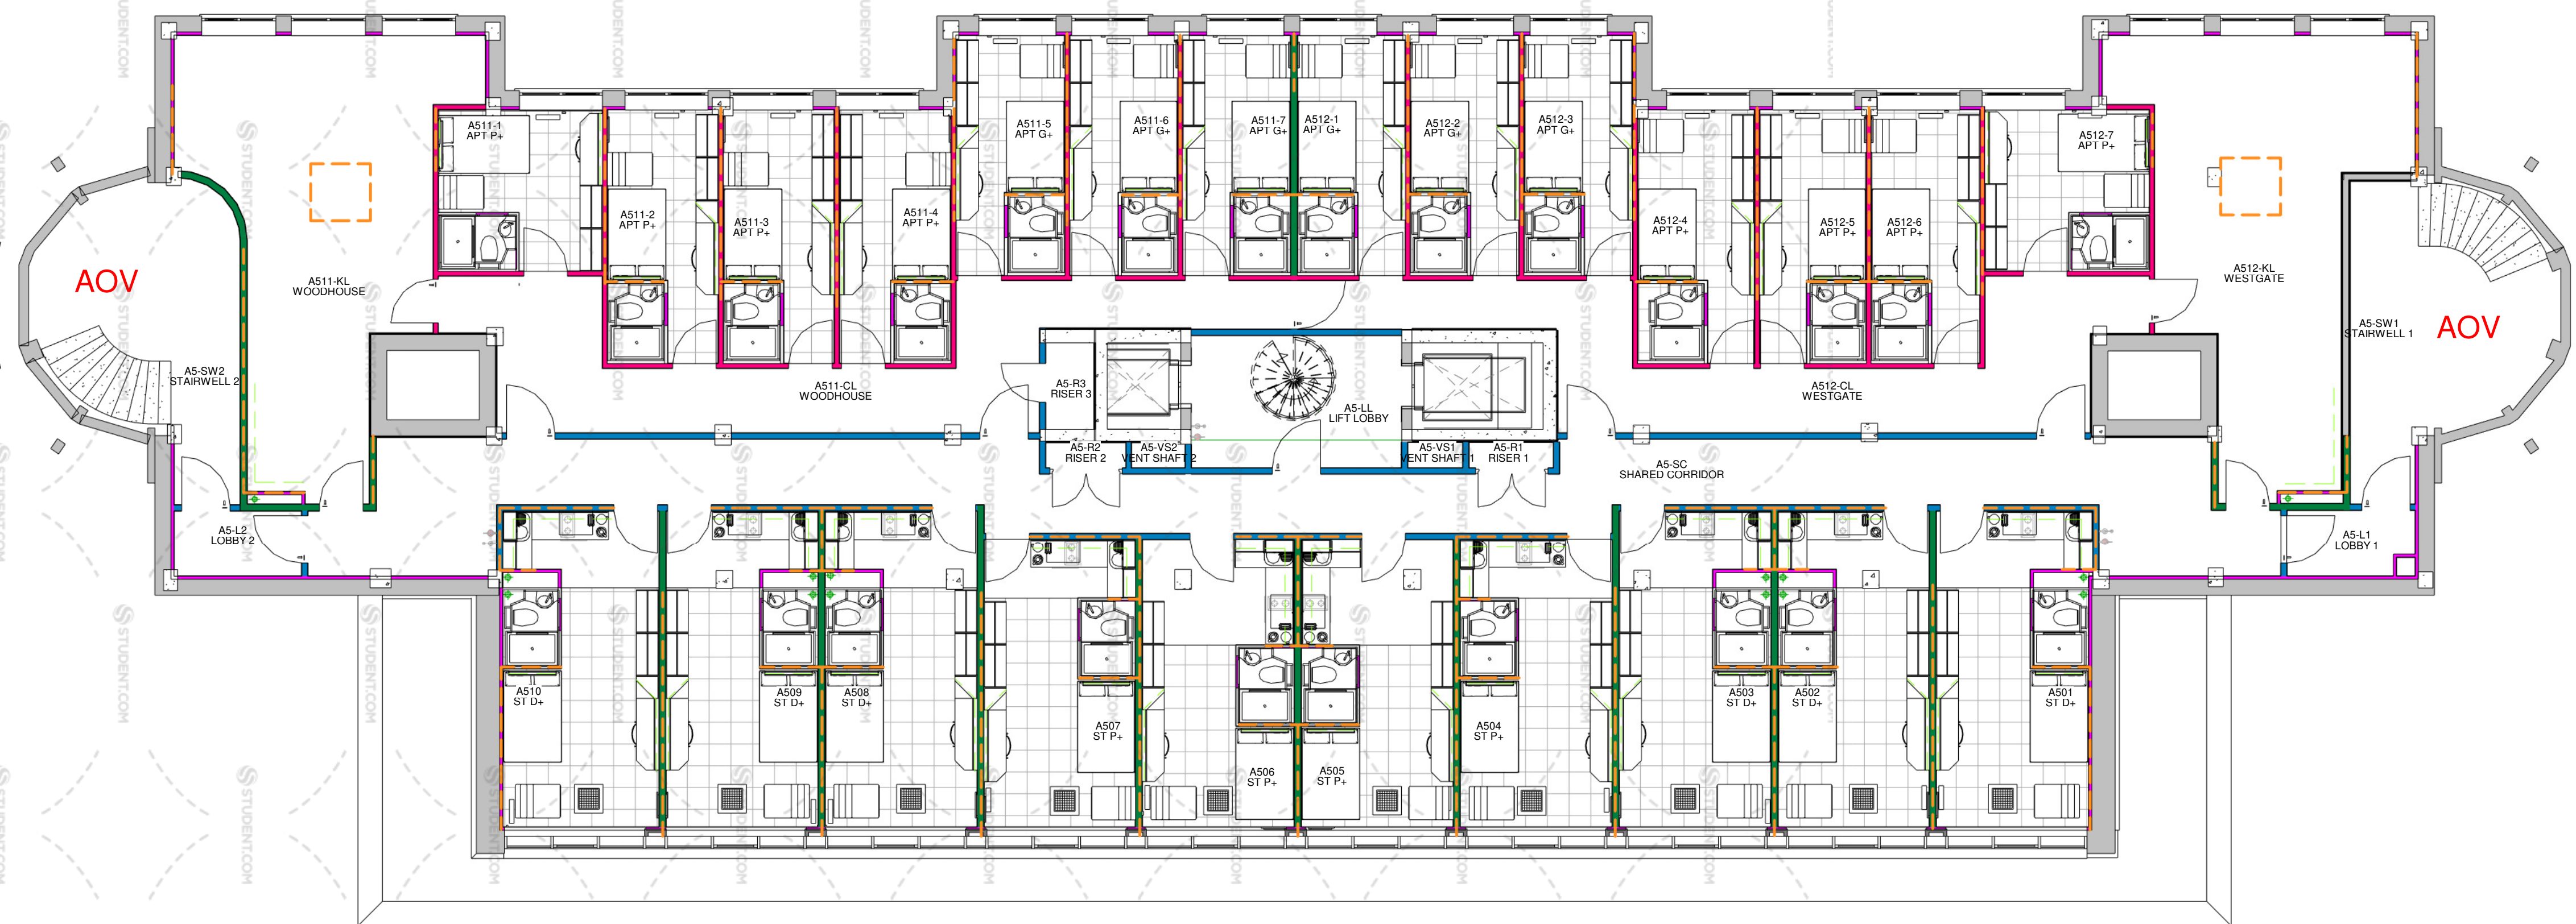 A511-1
APT P+
A511-2
APT P+
A511-3
APT P+
A511-4
APT P+
A511-5
APT G+
A511-6
APT G+
A511-7
APT G+
A512-1
APT G+
A512-2
APT G+
A512-3
APT G+
A512-4
APT P+
A512-5
APT P+
A512-6
APT P+
A512-7
APT P+
AOV
A511-KL
WOODHOUSE
A512-KL
WESTGATE
A5-SW1
STAIRWELL 1
AOV
A5-SW2
STAIRWELL 2
A511-CL
WOODHOUSE
A5-R3
RISER 3
A5-LL
LIFT LOBBY
A512-CL
WESTGATE
A5-R2
RISER 2
A5-VS2
VENT SHAFT 2
A5-VS1
VENT SHAFT 1
A5-R1
RISER 1
A5-SC
SHARED CORRIDOR
A5-L2
LOBBY 2
A5-L1
LOBBY 1
A510
ST D+
A509
ST D+
A508
ST D+
A507
ST P+
A506
ST P+
A505
ST P+
A504
ST P+
A503
ST D+
A502
ST D+
A501
ST D+
STUDENT.COM